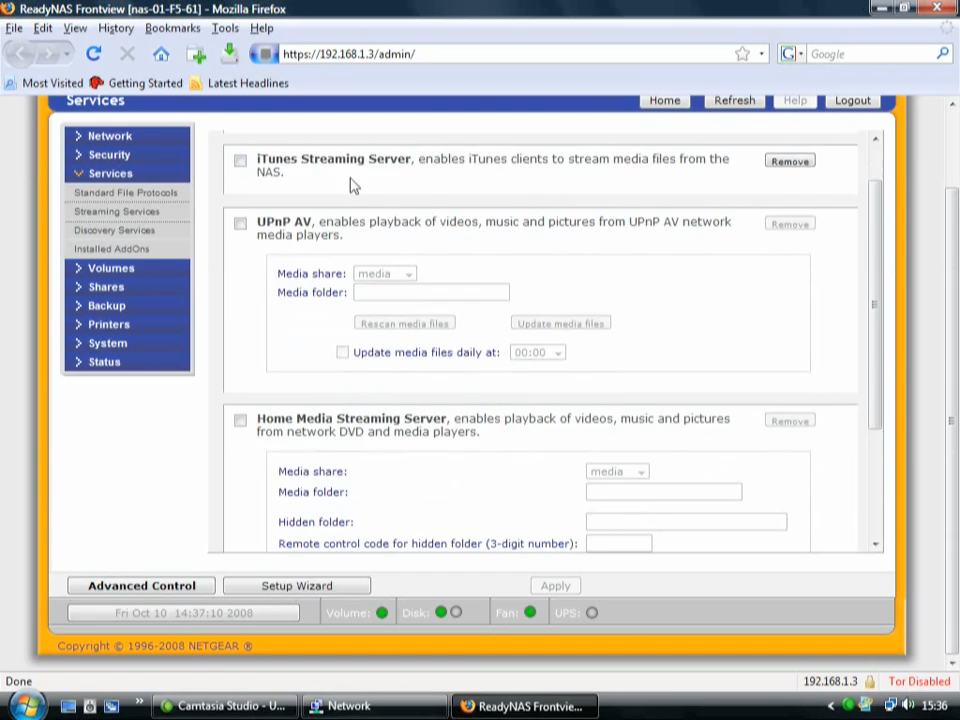 ReadyNAS Frontview [nas-01-F5-61] - Mozilla Firefox
File Edit View History Bookmarks Tools Help
https://192.168.1.3/admin/
G Google
Most Visited Getting Started Latest Headlines
Services
Home Refresh Help Logout
Network
Security
Services
Standard File Protocols
Streaming Services
Discovery Services
Installed AddOns
Volumes
Shares
Backup
Printers
System
Status
iTunes Streaming Server, enables iTunes clients to stream media files from the
NAS.
Remove
UPnP AV, enables playback of videos, music and pictures from UPnP AV network
media players.
Remove
Media share: media
Media folder:
Rescan media files Update media files
Update media files daily at: 00:00
Home Media Streaming Server, enables playback of videos, music and pictures
from network DVD and media players.
Remove
Media share: media
Media folder:
Hidden folder:
Remote control code for hidden folder (3-digit number):
Advanced Control Setup Wizard Apply
Fri Oct 10 14:37:10 2008 Volume: Disk: Fan: UPS:
Copyright © 1996-2008 NETGEAR ®
Done 192.168.1.3 Tor Disabled
Camtasia Studio - U... Network ReadyNAS Frontvie... 15:36